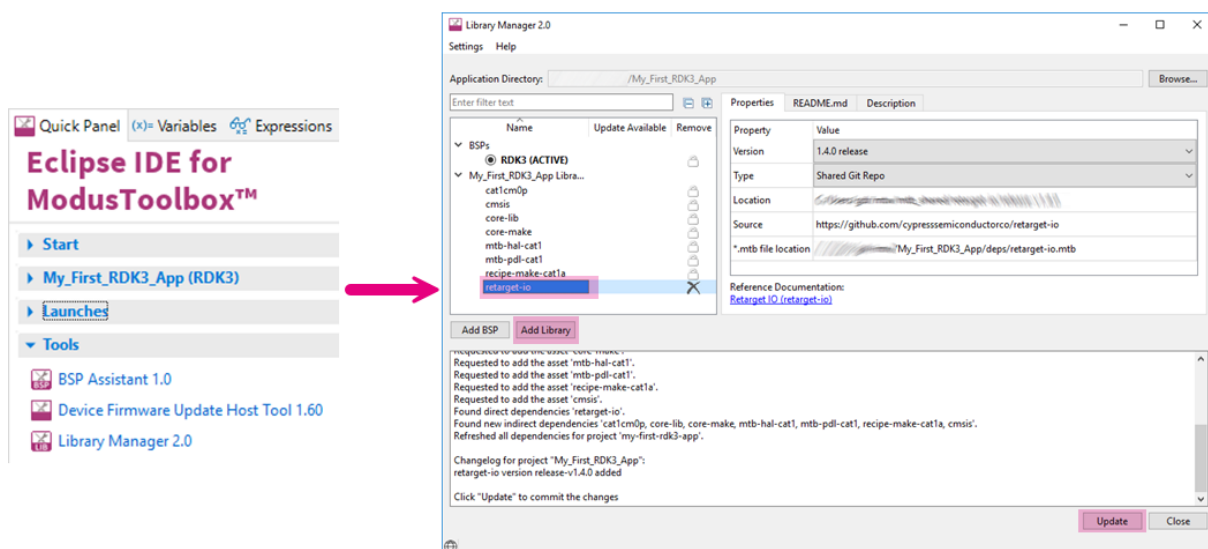 Quick Panel (x)= Variables Expressions
Eclipse IDE for
ModusToolbox™
Start
My_First_RDK3_App (RDK3)
Launches
Tools
BSP Assistant 1.0
Device Firmware Update Host Tool 1.60
Library Manager 2.0
Library Manager 2.0
Settings Help
Application Directory: /My_First_RDK3_App Browse...
Enter filter text
Name Update Available Remove
BSPs
RDK3 (ACTIVE)
My_First_RDK3_App Libra...
cat1cm0p
cmsis
core-lib
core-make
mtb-hal-cat1
mtb-pdl-cat1
recipe-make-cat1a
retarget-io
Properties README.md Description
Property Value
Version 1.4.0 release
Type Shared Git Repo
Location
Source https://github.com/cypresssemiconductorco/retarget-io
*.mtb file location /My_First_RDK3_App/deps/retarget-io.mtb
Reference Documentation:
Retarget IO (retarget-io)
Add BSP Add Library
Requested to add the asset 'core-make'.
Requested to add the asset 'mtb-hal-cat1'.
Requested to add the asset 'mtb-pdl-cat1'.
Requested to add the asset 'recipe-make-cat1a'.
Requested to add the asset 'cmsis'.
Found direct dependencies 'retarget-io'.
Found new indirect dependencies 'cat1cm0p, core-lib, core-make, mtb-hal-cat1, mtb-pdl-cat1, recipe-make-cat1a, cmsis'.
Refreshed all dependencies for project 'my-first-rdk3-app'.
Changelog for project "My_First_RDK3_App":
retarget-io version release-v1.4.0 added
Click "Update" to commit the changes
Update Close